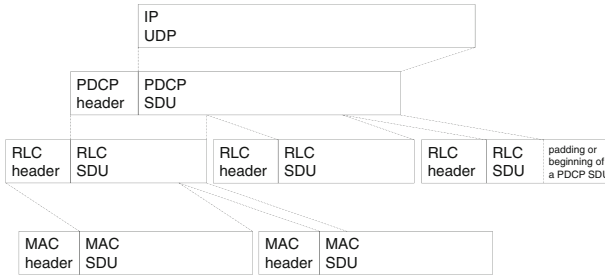 IP
UDP
PDCP
header
PDCP
SDU
RLC
header
RLC
SDU
RLC
header
RLC
SDU
RLC
header
RLC
SDU
padding or
beginning of
a PDCP SDU
MAC
header
MAC
SDU
MAC
header
MAC
SDU